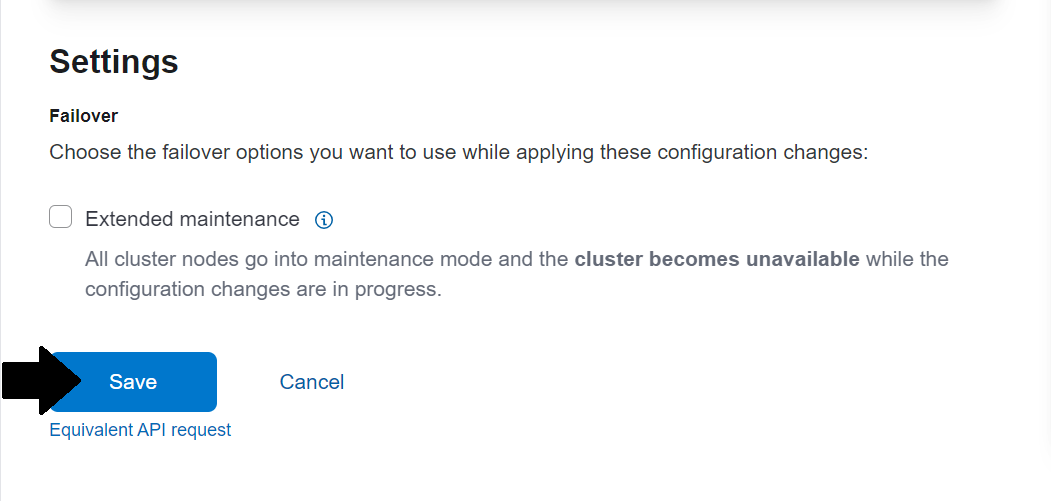 Settings
Failover
Choose the failover options you want to use while applying these configuration changes:
Extended maintenance
All cluster nodes go into maintenance mode and the cluster becomes unavailable while the
configuration changes are in progress.
Save Cancel
Equivalent API request